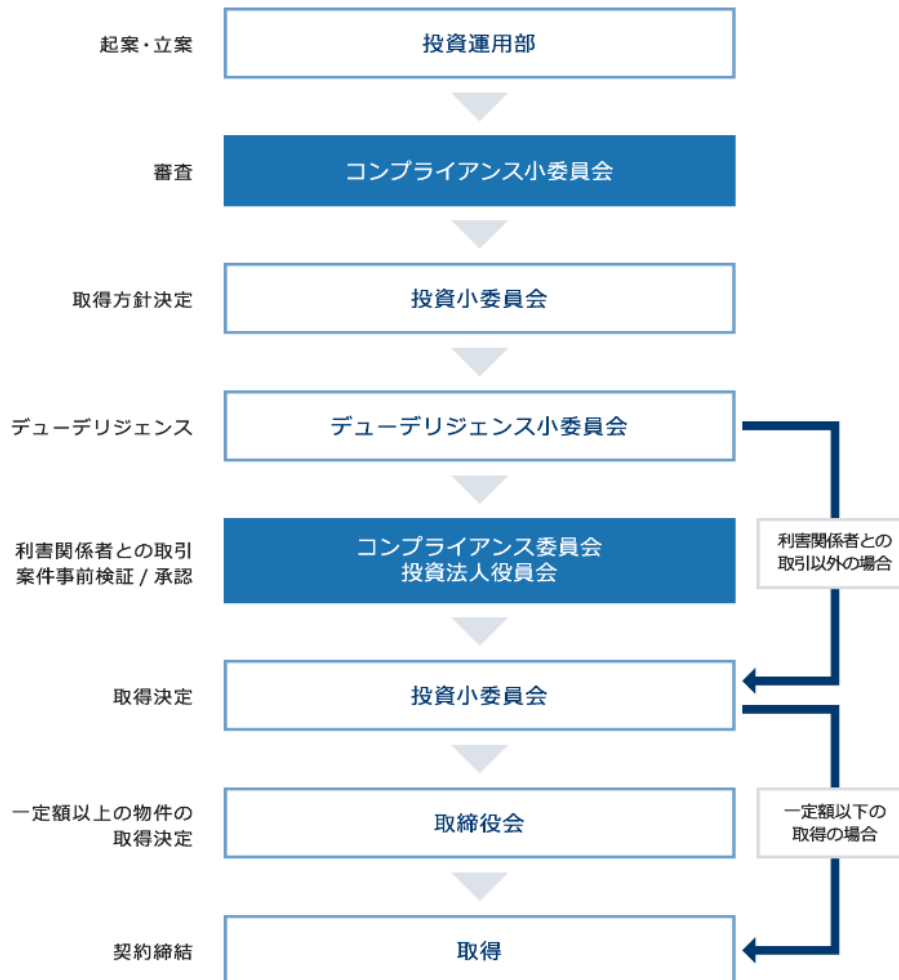 起案・立案
投資運用部
審査
コンプライアンス小委員会
取得方針決定
投資小委員会
デューデリジェンス
デューデリジェンス小委員会
利害関係者との取引
案件事前検証 / 承認
コンプライアンス委員会
投資法人役員会
利害関係者との
取引以外の場合
取得決定
投資小委員会
一定額以上の物件の
取得決定
取締役会
一定額以下の
取得の場合
契約締結
取得